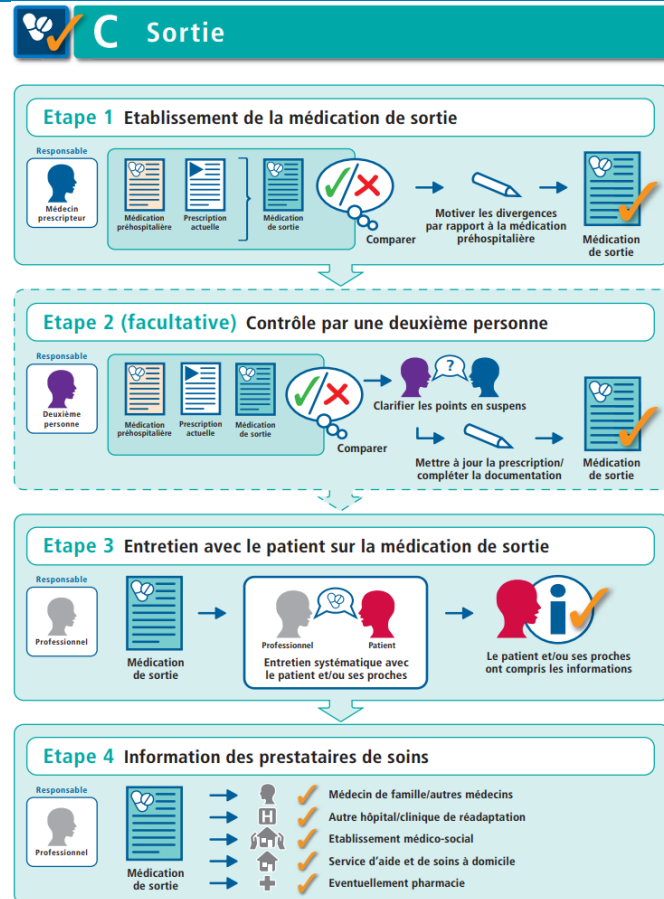 C Sortie
Etape 1 Etablissement de la médication de sortie
Responsable
Médecin
prescripteur
Médication
préhospitalière
Prescription
actuelle
Médication
de sortie
Comparer
Motiver les divergences
par rapport à la médication
préhospitalière
Médication
de sortie
Etape 2 (facultative) Contrôle par une deuxième personne
Responsable
Deuxième
personne
Médication
préhospitalière
Prescription
actuelle
Médication
de sortie
Comparer
?
Clarifier les points en suspens
Mettre à jour la prescription/
compléter la documentation
Médication
de sortie
Etape 3 Entretien avec le patient sur la médication de sortie
Responsable
Professionnel
Médication
de sortie
Professionnel
Patient
Entretien systématique avec
le patient et/ou ses proches
i
Le patient et/ou ses proches
ont compris les informations
Etape 4 Information des prestataires de soins
Responsable
Professionnel
Médication
de sortie
Médecin de famille/autres médecins
H
Autre hôpital/clinique de réadaptation
Etablissement médico-social
Service d'aide et de soins à domicile
Eventuellement pharmacie